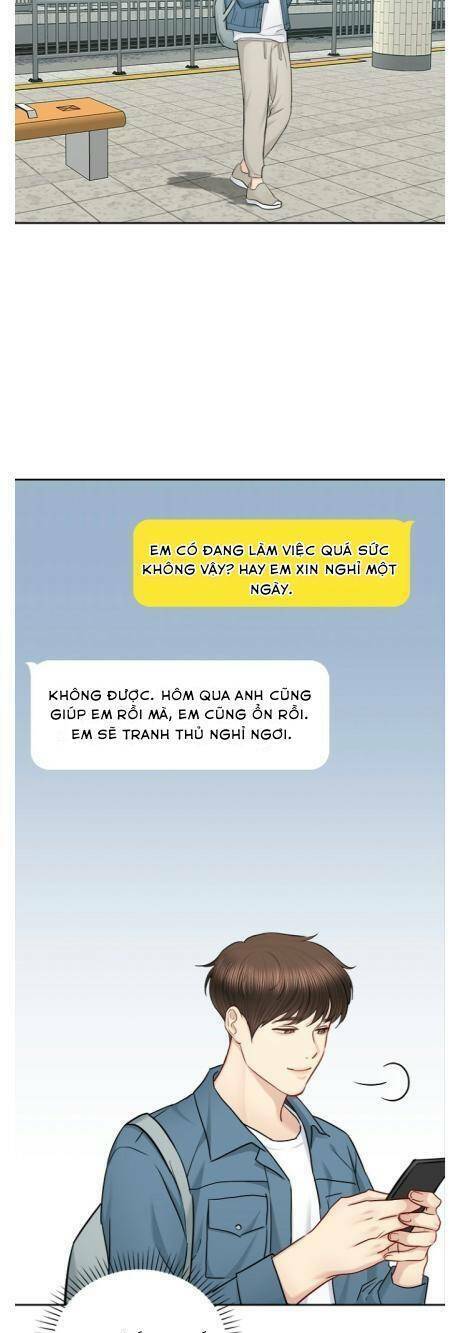 EM CÓ ĐANG LÀM VIỆC QUÁ SỨC
KHÔNG VẬY? HAY EM XIN NGHỈ MỘT
NGÀY.
KHÔNG ĐƯỢC. HÔM QUA ANH CŨNG
GIÚP EM RỒI MÀ, EM CŨNG ỔN RỒI.
EM SẼ TRANH THỦ NGHỈ NGƠI.